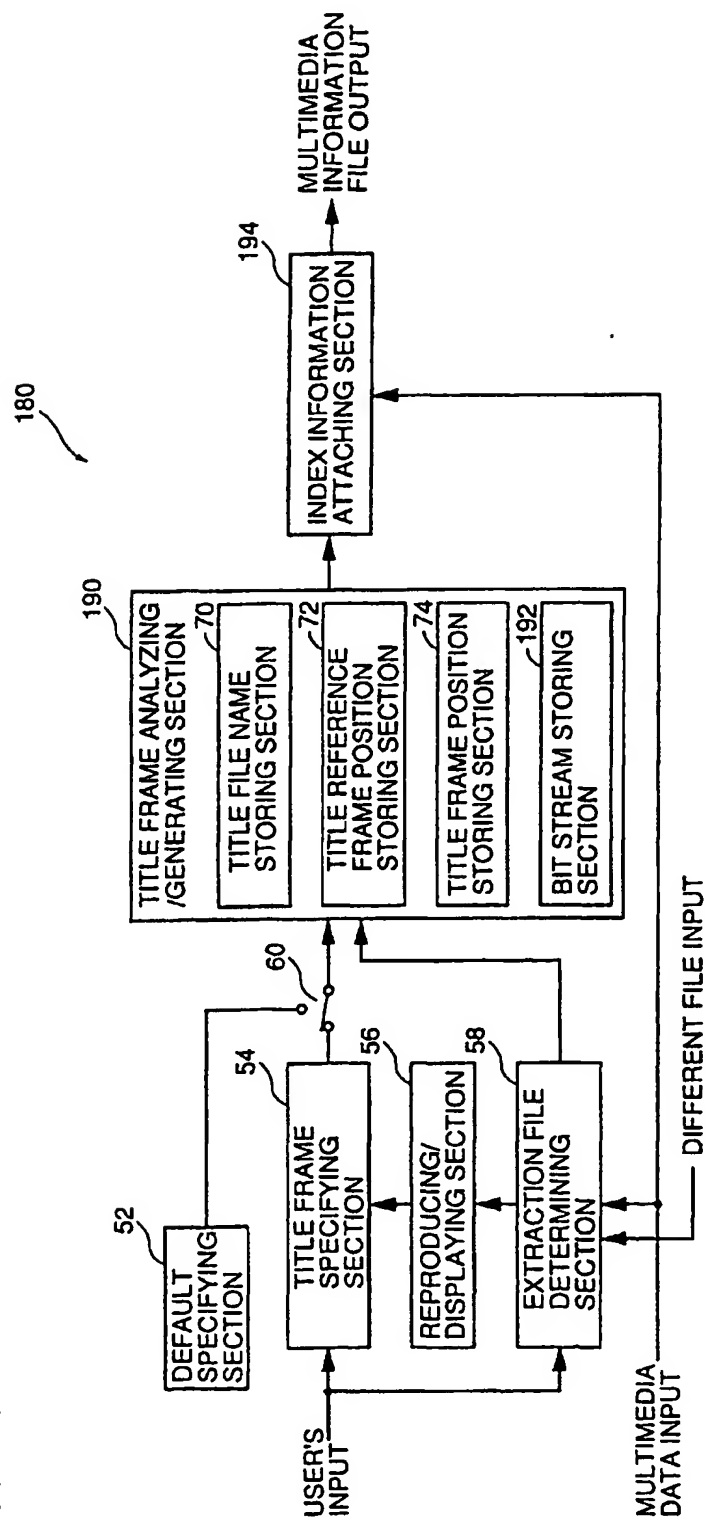 180
52
DEFAULT
SPECIFYING
SECTION
USER'S
INPUT
54
TITLE FRAME
SPECIFYING
SECTION
60
56
REPRODUCING/
DISPLAYING SECTION
58
EXTRACTION FILE
DETERMINING
SECTION
MULTIMEDIA
DATA INPUT
DIFFERENT FILE INPUT
190
TITLE FRAME ANALYZING
/GENERATING SECTION
70
TITLE FILE NAME
STORING SECTION
72
TITLE REFERENCE
FRAME POSITION
STORING SECTION
74
TITLE FRAME POSITION
STORING SECTION
192
BIT STREAM STORING
SECTION
194
INDEX INFORMATION
ATTACHING SECTION
MULTIMEDIA
INFORMATION
FILE OUTPUT